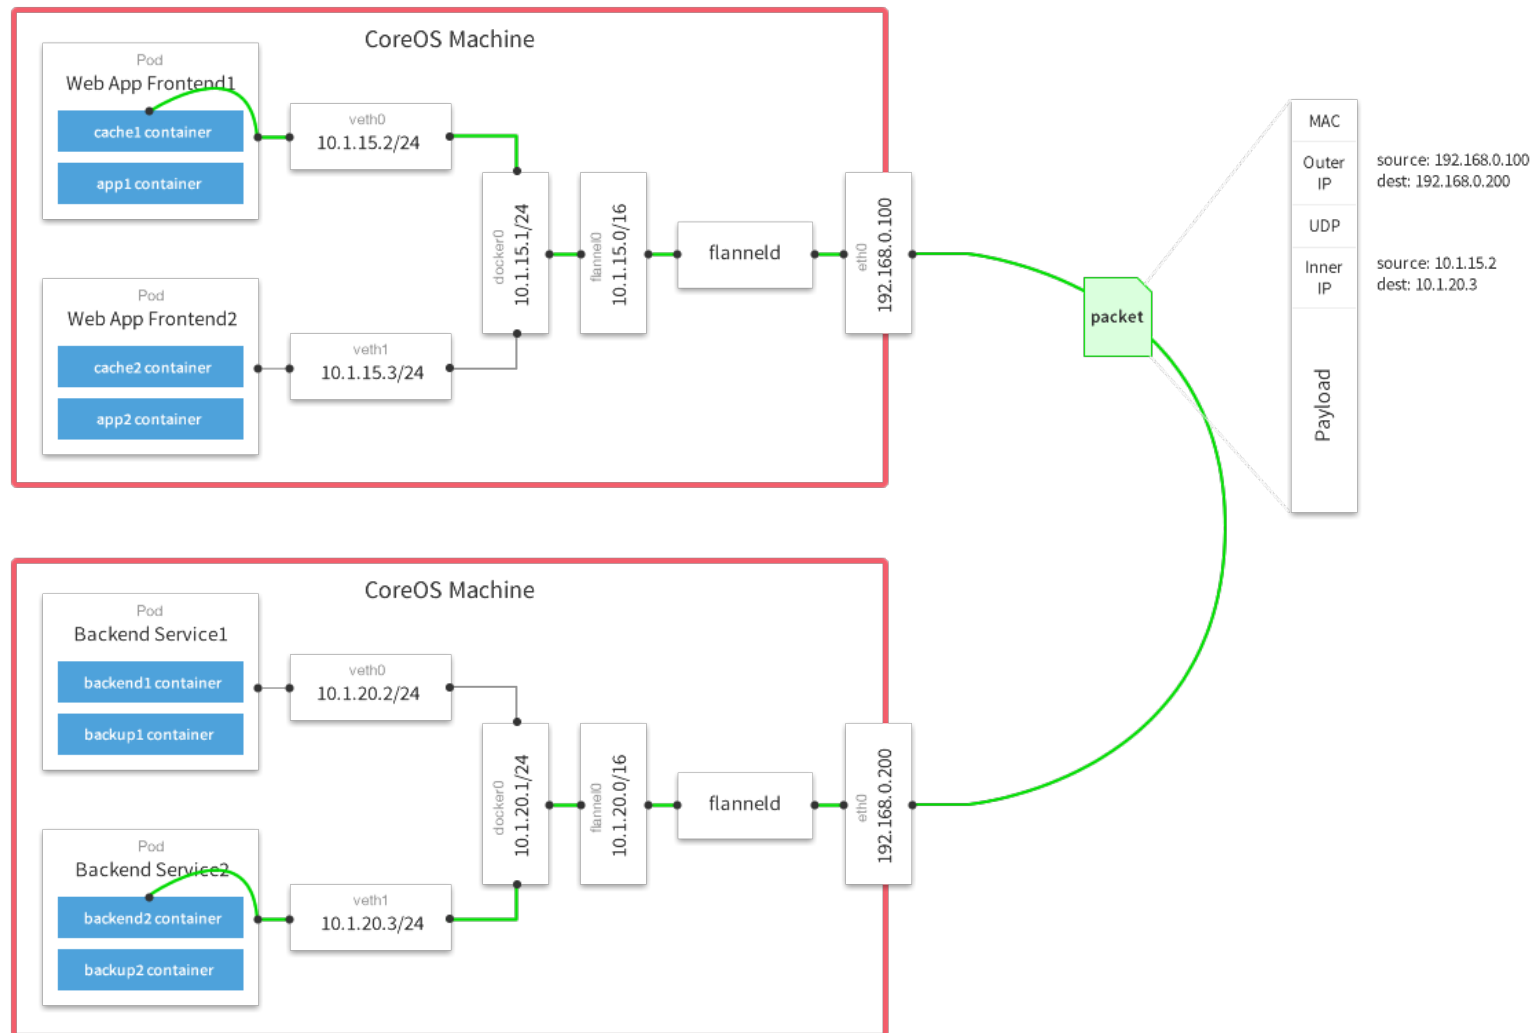 CoreOS Machine
Pod
Web App Frontend1
cache1 container
app1 container
veth0
10.1.15.2/24
Pod
Web App Frontend2
cache2 container
app2 container
veth1
10.1.15.3/24
docker0
10.1.15.1/24
flannel0
10.1.15.0/16
flanneld
eth0
192.168.0.100
packet
MAC
Outer
IP
source: 192.168.0.100
dest: 192.168.0.200
UDP
Inner
IP
source: 10.1.15.2
dest: 10.1.20.3
Payload
CoreOS Machine
Pod
Backend Service1
backend1 container
backup1 container
veth0
10.1.20.2/24
Pod
Backend Service2
backend2 container
backup2 container
veth1
10.1.20.3/24
docker0
10.1.20.1/24
flannel0
10.1.20.0/16
flanneld
eth0
192.168.0.200